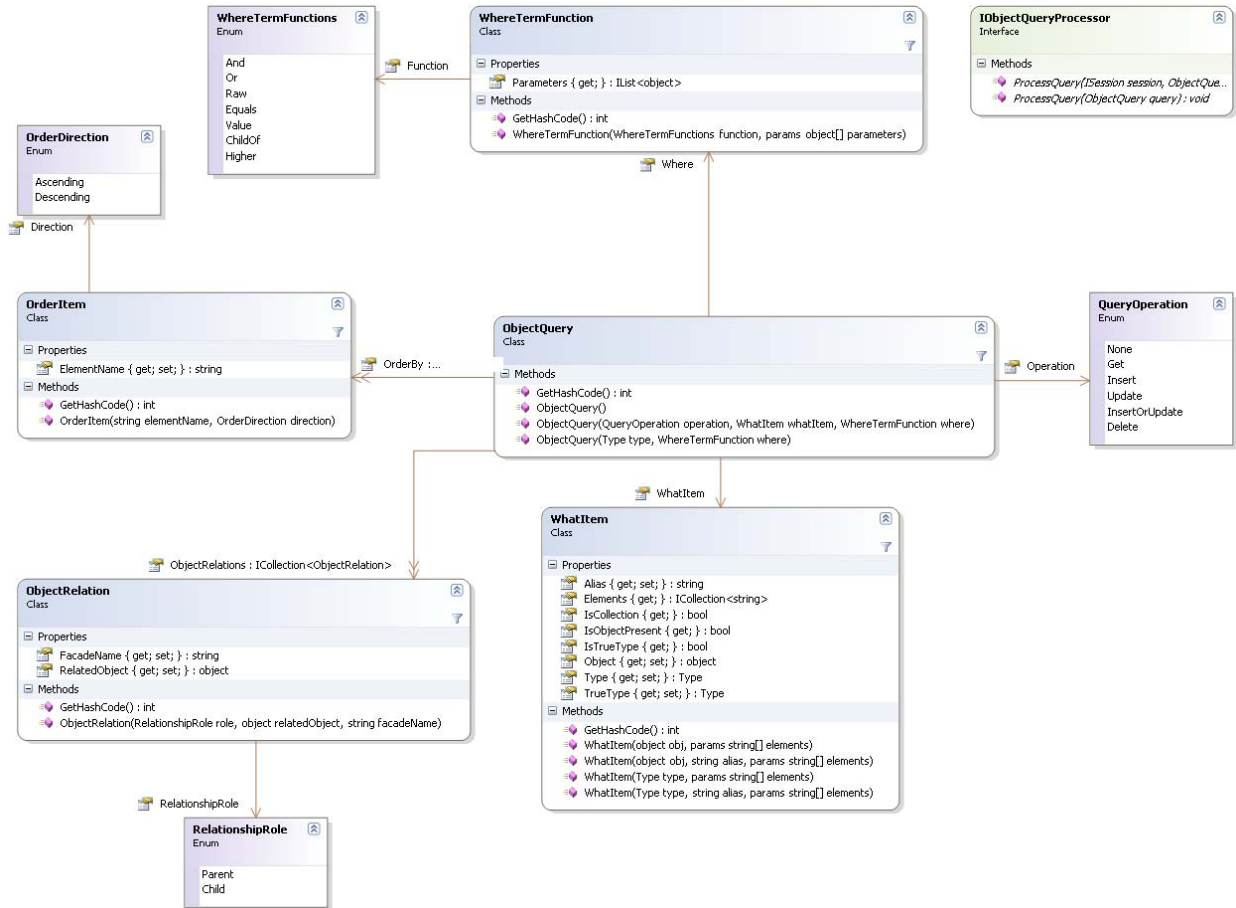 WhereTermFunctions
Enum
And
Or
Raw
Equals
Value
ChildOf
Higher
Function
WhereTermFunction
Class
Properties
Parameters { get; } : IList<object>
Methods
GetHashCode() : int
WhereTermFunction(WhereTermFunctions function, params object[] parameters)
IObjectQueryProcessor
Interface
Methods
ProcessQuery(ISession session, ObjectQue...
ProcessQuery(ObjectQuery query) : void
OrderDirection
Enum
Ascending
Descending
Direction
Where
OrderItem
Class
Properties
ElementName { get; set; } : string
Methods
GetHashCode() : int
OrderItem(string elementName, OrderDirection direction)
OrderBy :...
ObjectQuery
Class
Methods
GetHashCode() : int
ObjectQuery()
ObjectQuery(QueryOperation operation, WhatItem whatItem, WhereTermFunction where)
ObjectQuery(Type type, WhereTermFunction where)
Operation
QueryOperation
Enum
None
Get
Insert
Update
InsertOrUpdate
Delete
WhatItem
WhatItem
Class
Properties
Alias { get; set; } : string
Elements { get; } : ICollection<string>
IsCollection { get; } : bool
IsObjectPresent { get; } : bool
IsTrueType { get; } : bool
Object { get; set; } : object
Type { get; set; } : Type
TrueType { get; set; } : Type
Methods
GetHashCode() : int
WhatItem(object obj, params string[] elements)
WhatItem(object obj, string alias, params string[] elements)
WhatItem(Type type, params string[] elements)
WhatItem(Type type, string alias, params string[] elements)
ObjectRelations : ICollection<ObjectRelation>
ObjectRelation
Class
Properties
FacadeName { get; set; } : string
RelatedObject { get; set; } : object
Methods
GetHashCode() : int
ObjectRelation(RelationshipRole role, object relatedObject, string facadeName)
RelationshipRole
RelationshipRole
Enum
Parent
Child